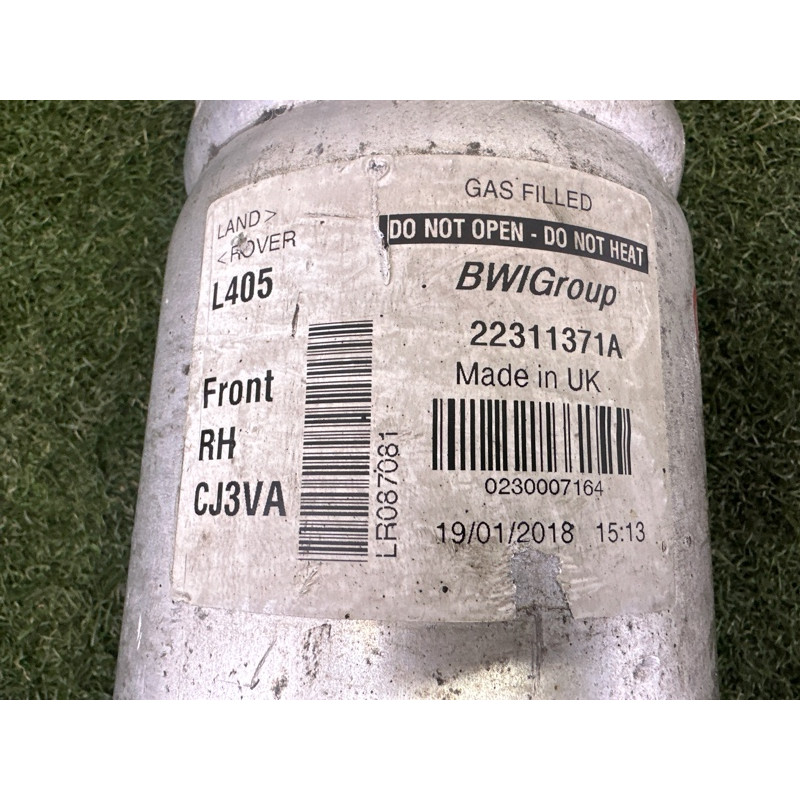 GAS FILLED
DO NOT OPEN - DO NOT HEAT
LAND >
< ROVER
L405
BWIGroup
22311371A
Made in UK
Front
RH
CJ3VA
LR087081
0230007164
19/01/2018 15:13